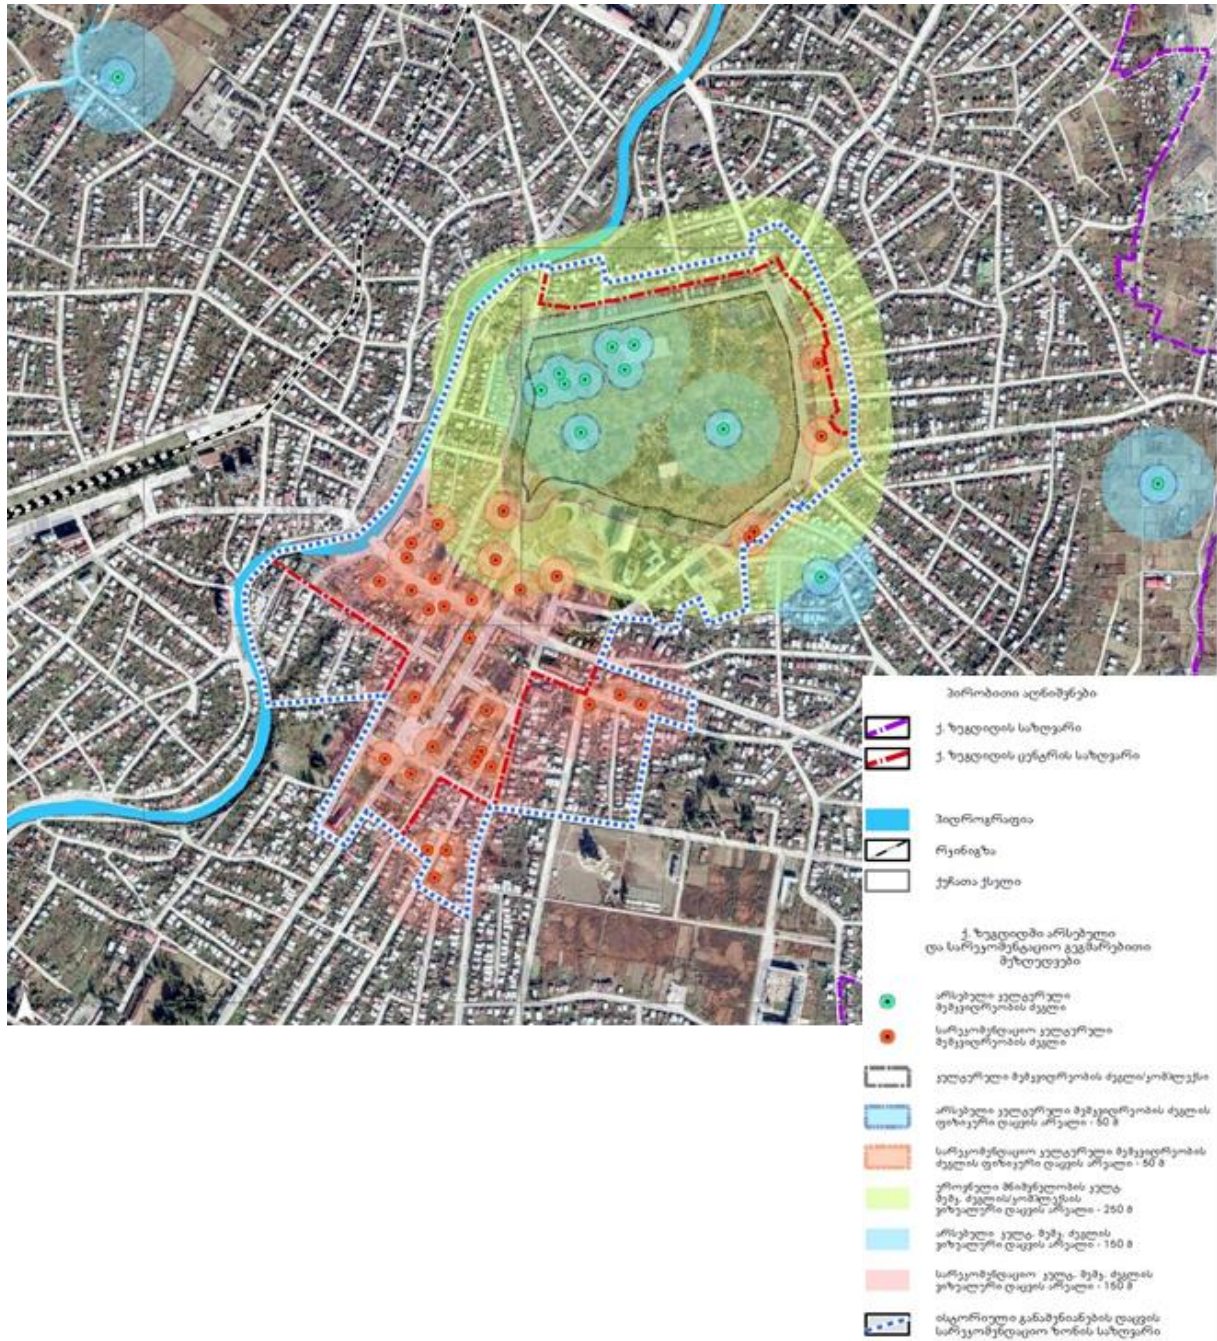 პირობითი აღნიშვნები
ქ. ზუგდიდის საზღვარი
ქ. ზუგდიდის ცენტრის საზღვარი
ჰიდროგრაფია
რკინიგზა
ქუჩათა ქსელი
ქ. ზუგდიდში არსებული
და სარეკომენტაციო გეგმარებითი
შეზღუდვები
არსებული კულტურული
მემკვიდრეობის ძეგლი
სარეკომენდაციო კულტურული
მემკვიდრეობის ძეგლი
კულტურული მემკვიდრეობის ძეგლი/კომპლექსი
არსებული კულტურული მემკვიდრეობის ძეგლის
ფიზიკური დაცვის არეალი - 50 მ
სარეკომენდაციო კულტურული მემკვიდრეობის
ძეგლის ფიზიკური დაცვის არეალი - 50 მ
ეროვნული მნიშვნელობის კულტ.
მემკ. ძეგლის/კომპლექსის
ვიზუალური დაცვის არეალი - 250 მ
არსებული კულტ. მემკ. ძეგლის
ვიზუალური დაცვის არეალი - 150 მ
სარეკომენდაციო კულტ. მემკ. ძეგლის
ვიზუალური დაცვის არეალი - 150 მ
ისტორიული განაშენიანების დაცვის
სარეკომენდაციო ზონის საზღვარი